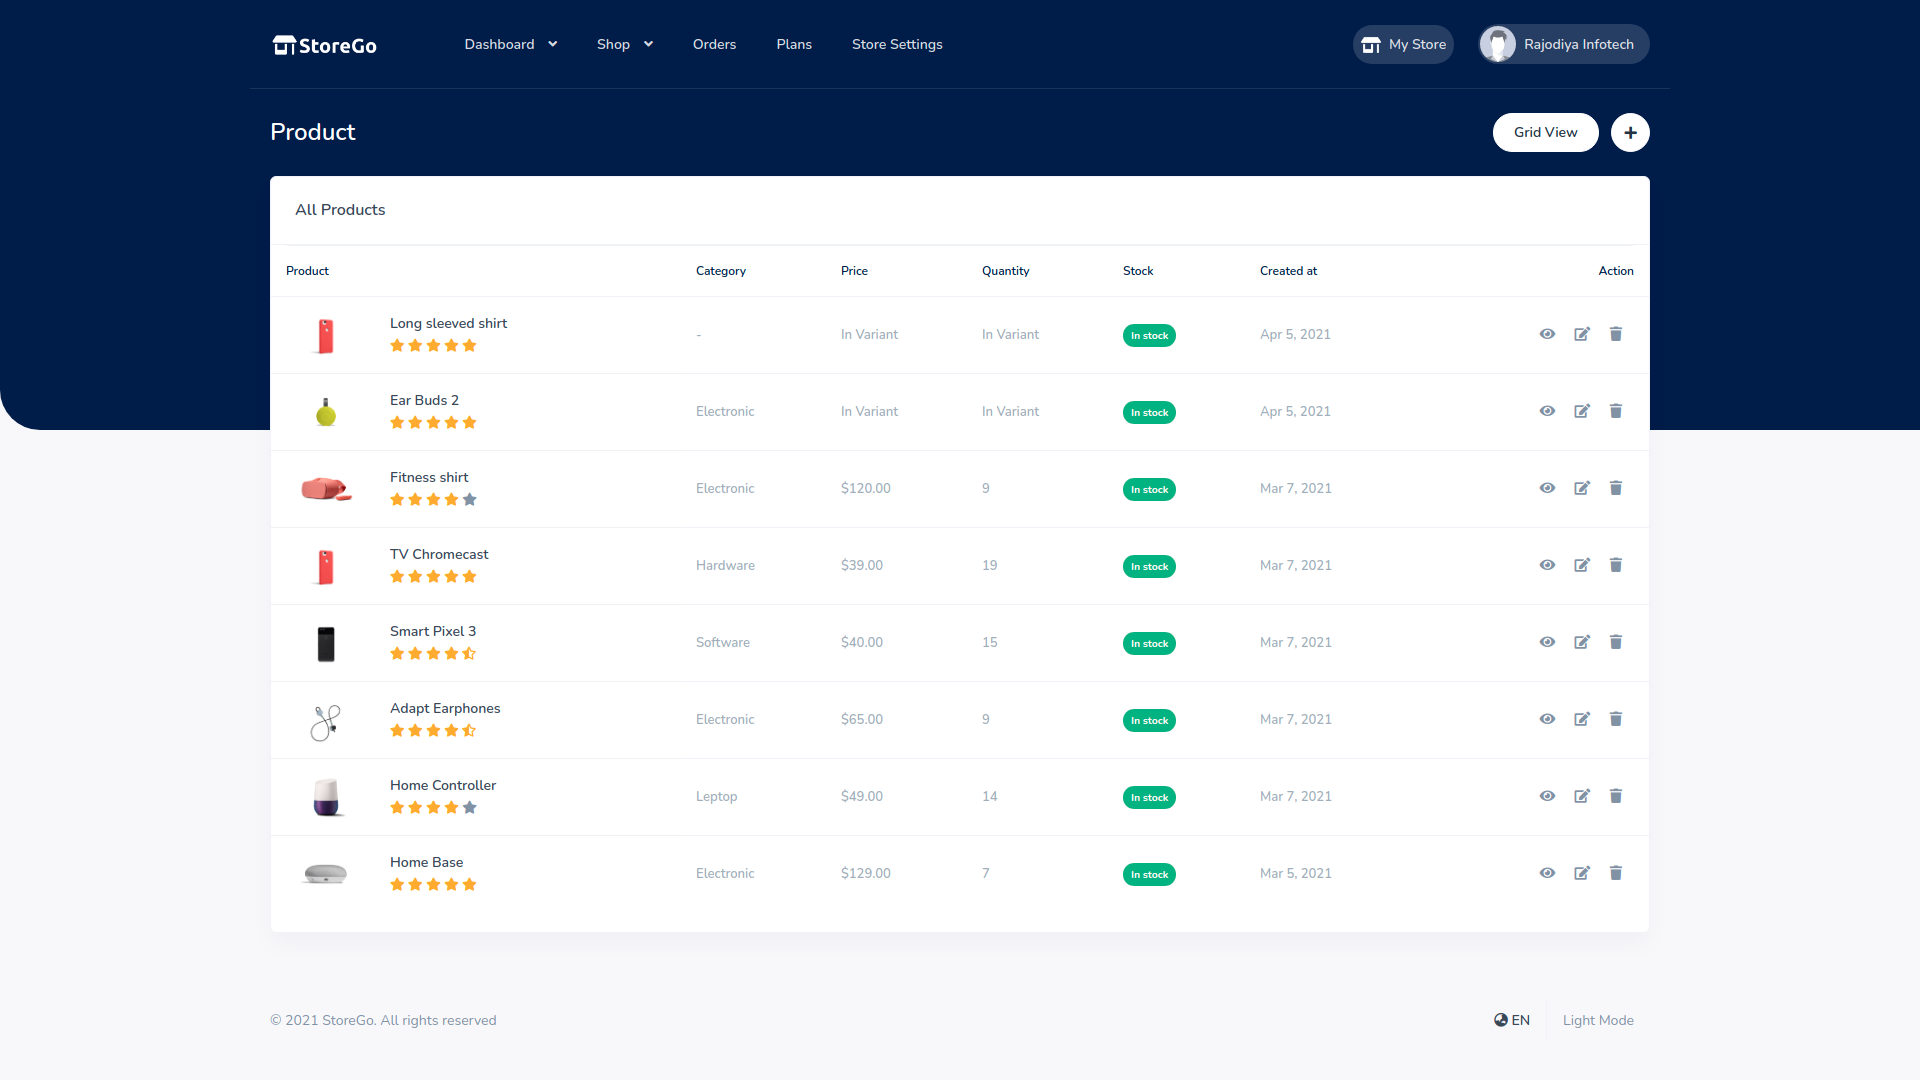 StoreGo Dashboard Shop Orders Plans Store Settings My Store Rajodiya Infotech
Product Grid View
All Products
Product Category Price Quantity Stock Created at Action
Long sleeved shirt - In Variant In Variant In stock Apr 5, 2021
Ear Buds 2 Electronic In Variant In Variant In stock Apr 5, 2021
Fitness shirt Electronic $120.00 9 In stock Mar 7, 2021
TV Chromecast Hardware $39.00 19 In stock Mar 7, 2021
Smart Pixel 3 Software $40.00 15 In stock Mar 7, 2021
Adapt Earphones Electronic $65.00 9 In stock Mar 7, 2021
Home Controller Leptop $49.00 14 In stock Mar 7, 2021
Home Base Electronic $129.00 7 In stock Mar 5, 2021
© 2021 StoreGo. All rights reserved EN Light Mode